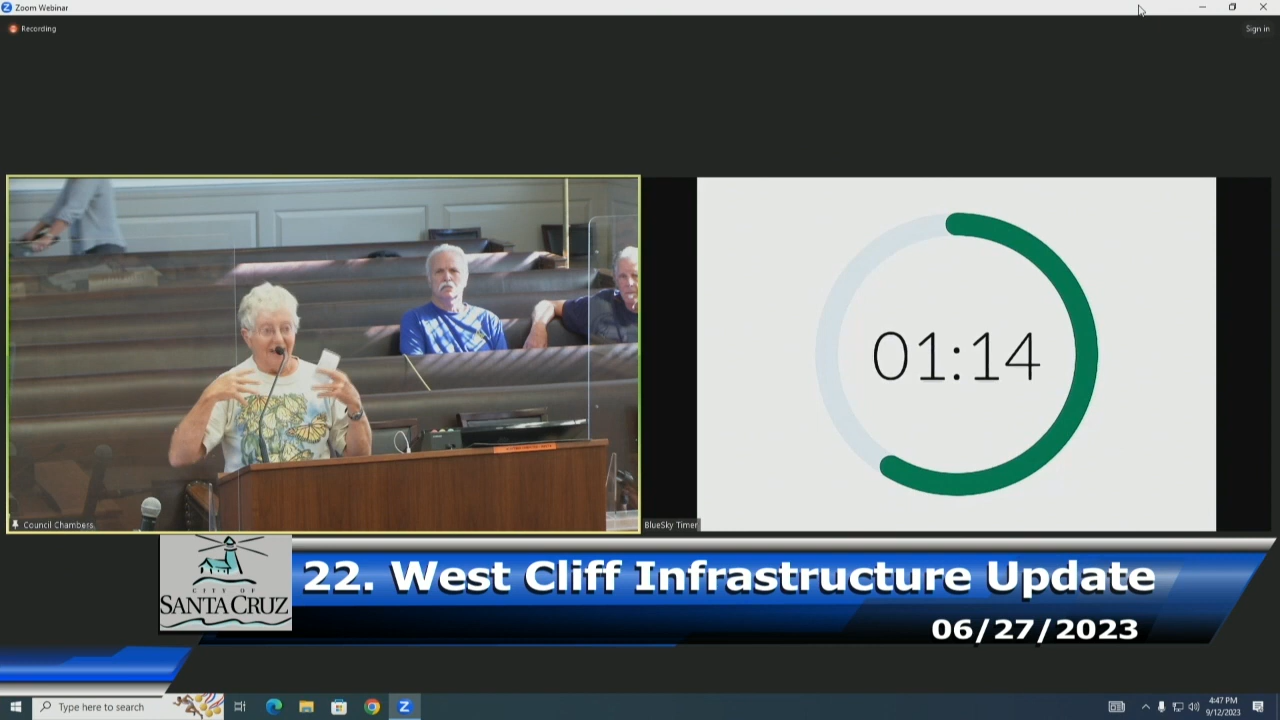 Zoom Webinar
Recording
Sign in
01:14
Council Chambers
BlueSky Timer
CITY OF
SANTA CRUZ
22. West Cliff Infrastructure Update
06/27/2023
Type here to search
4:47 PM
9/12/2023